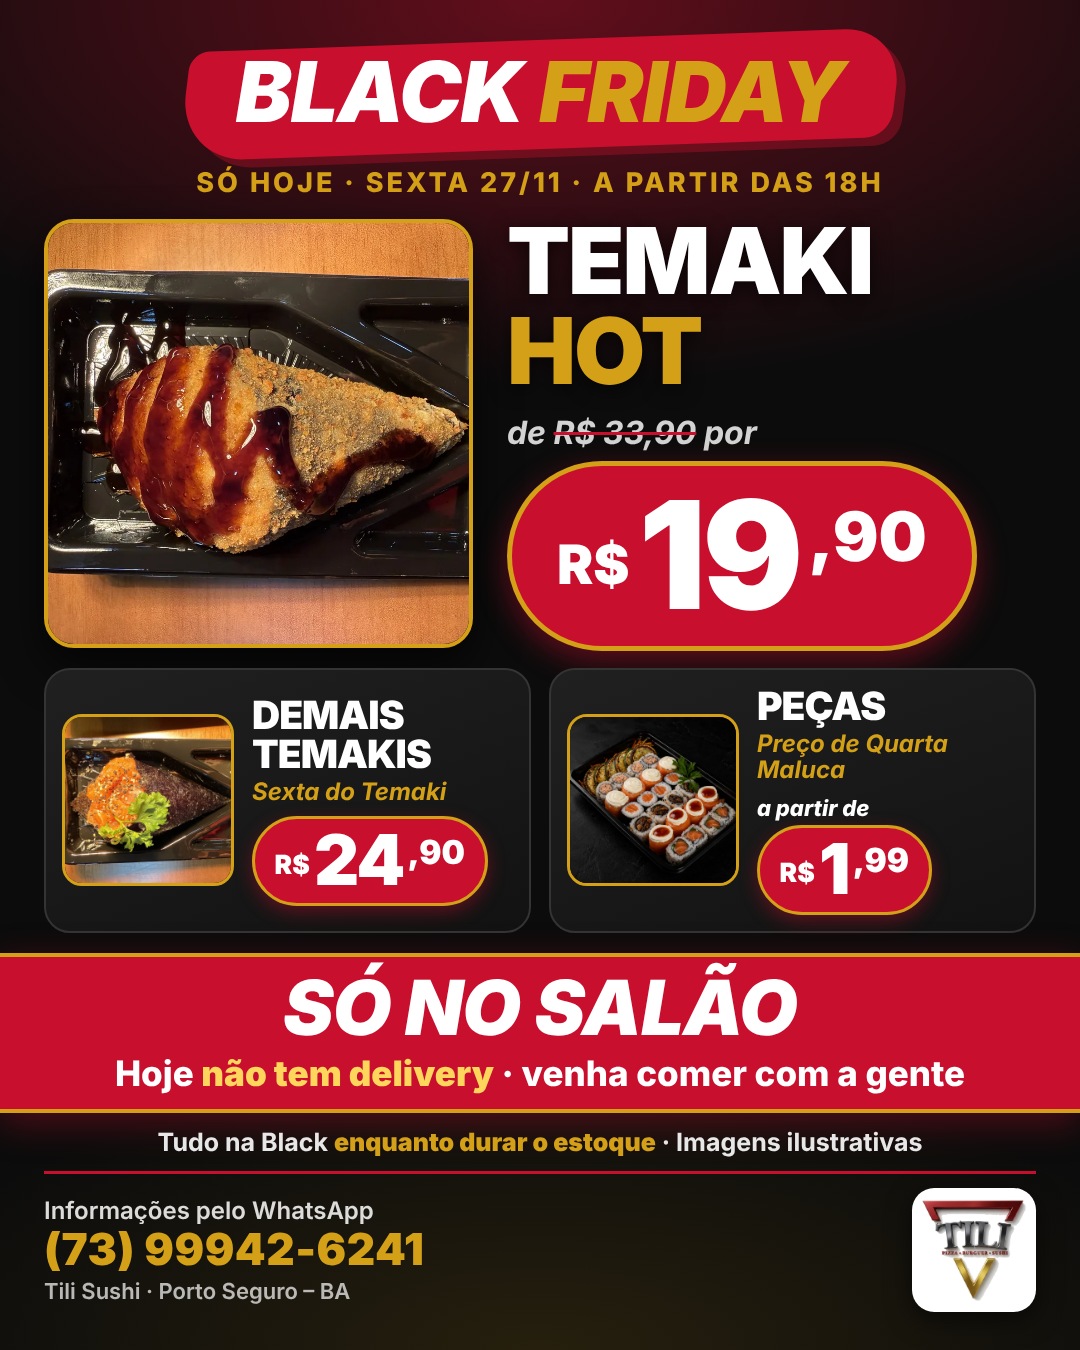 BLACK FRIDAY
SÓ HOJE · SEXTA 27/11 · A PARTIR DAS 18H
TEMAKI
HOT
de R$ 33,90 por
R$ 19,90
DEMAIS
TEMAKIS
Sexta do Temaki
R$ 24,90
PEÇAS
Preço de Quarta
Maluca
a partir de
R$ 1,99
SÓ NO SALÃO
Hoje não tem delivery · venha comer com a gente
Tudo na Black enquanto durar o estoque · Imagens ilustrativas
Informações pelo WhatsApp
(73) 99942-6241
Tili Sushi · Porto Seguro – BA
TILI
PIZZA • BURGUER • SUSHI